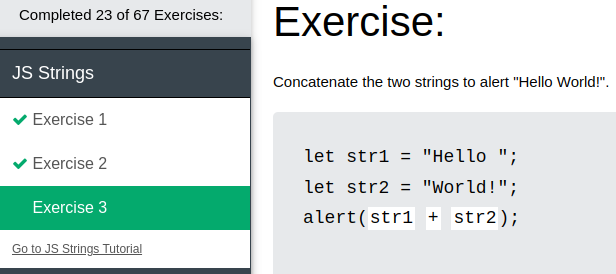 Completed 23 of 67 Exercises:
JS Strings
Exercise 1
Exercise 2
Exercise 3
Go to JS Strings Tutorial
Exercise:
Concatenate the two strings to alert "Hello World!".
let str1 = "Hello ";
let str2 = "World!";
alert(str1 + str2);